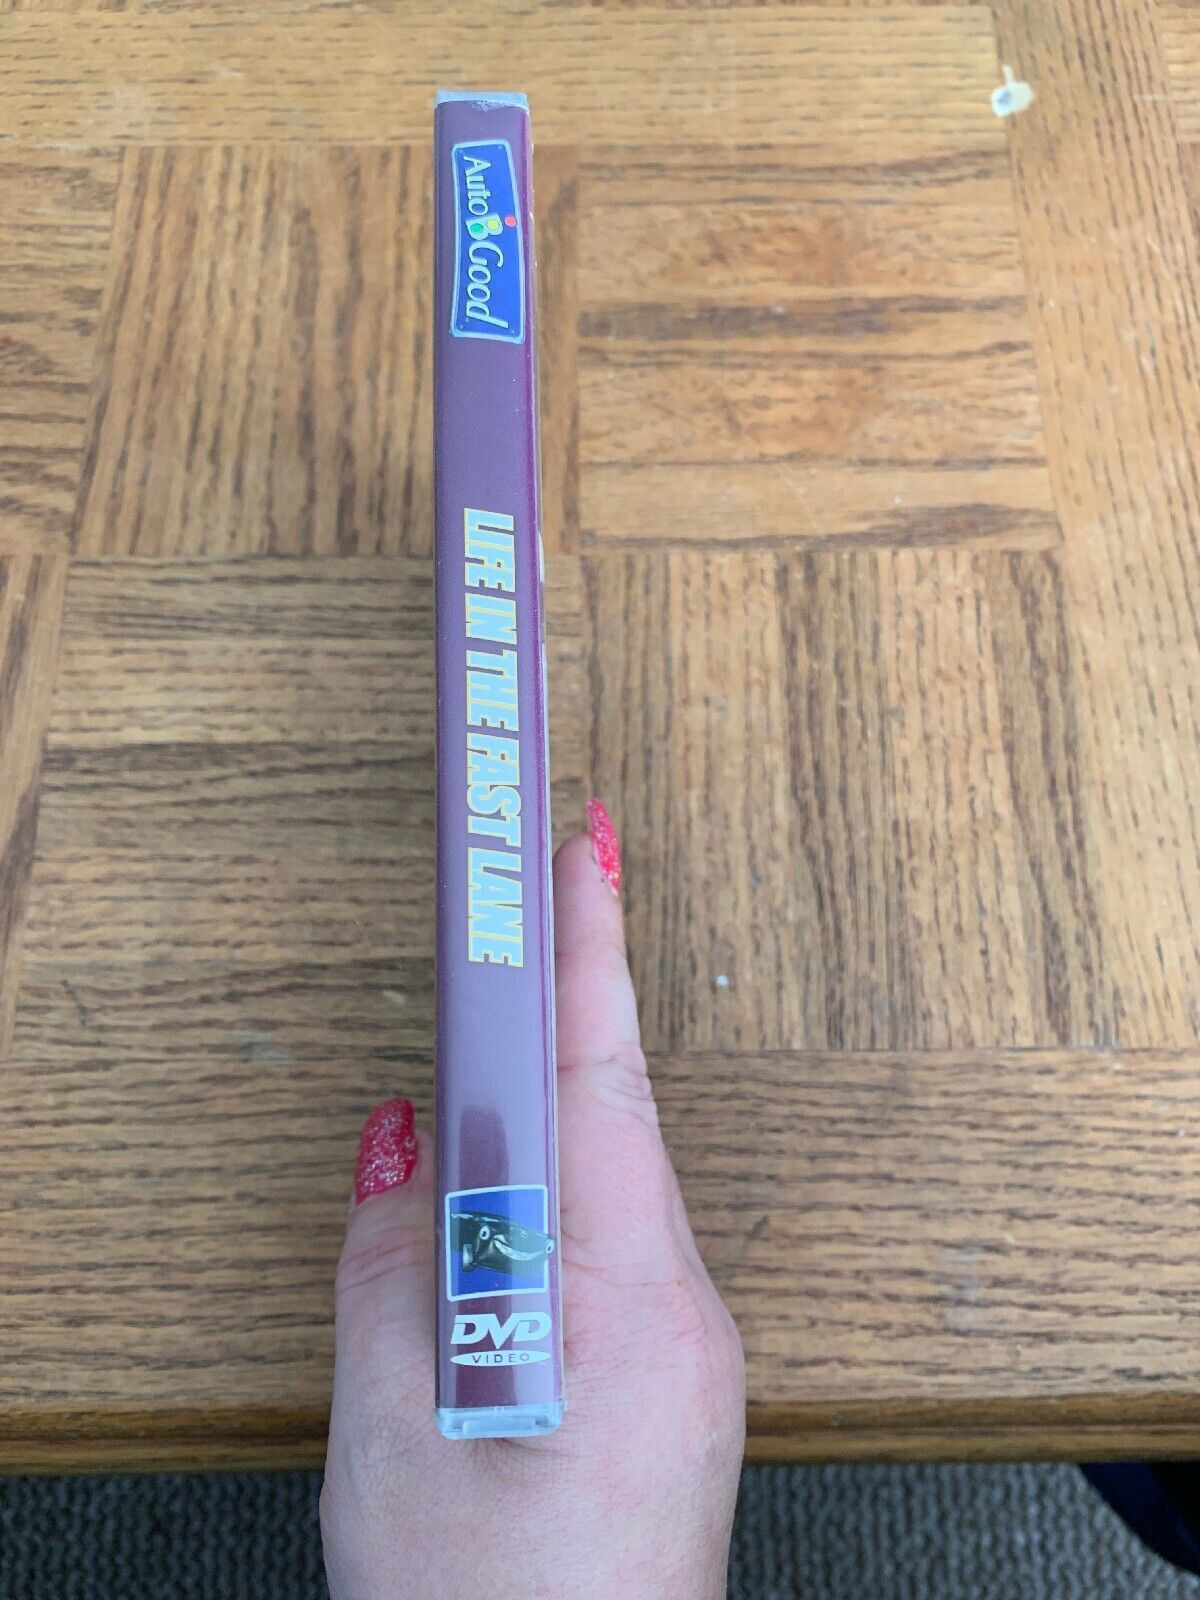 Auto B Good
LIFE IN THE FAST LANE
DVD
VIDEO